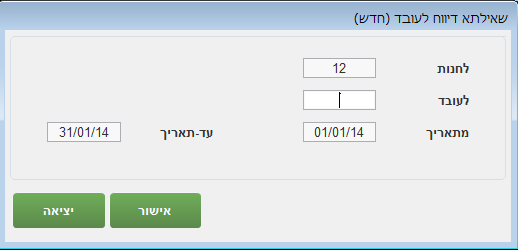 שאילתא דיווח לעובד (חדש)
לחנות 12
לעובד
מתאריך 01/01/14 עד-תאריך 31/01/14
אישור יציאה